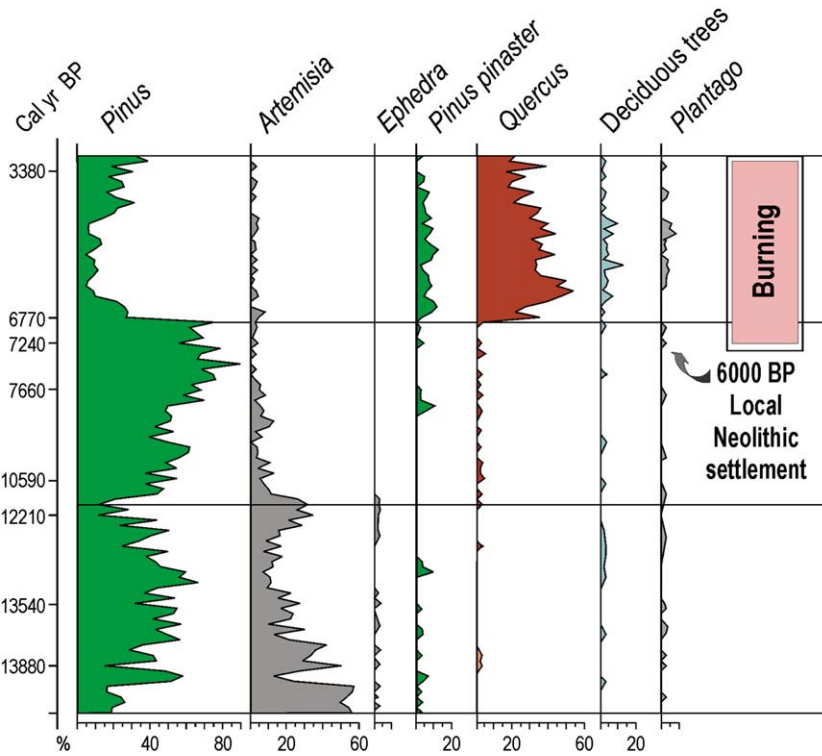 Cal yr BP
Pinus
Artemisia
Ephedra
Pinus pinaster
Quercus
Deciduous trees
Plantago
3380
6770
7240
7660
10590
12210
13540
13880
Burning
6000 BP
Local
Neolithic
settlement
% 40 80 20 60 20 20 60 20